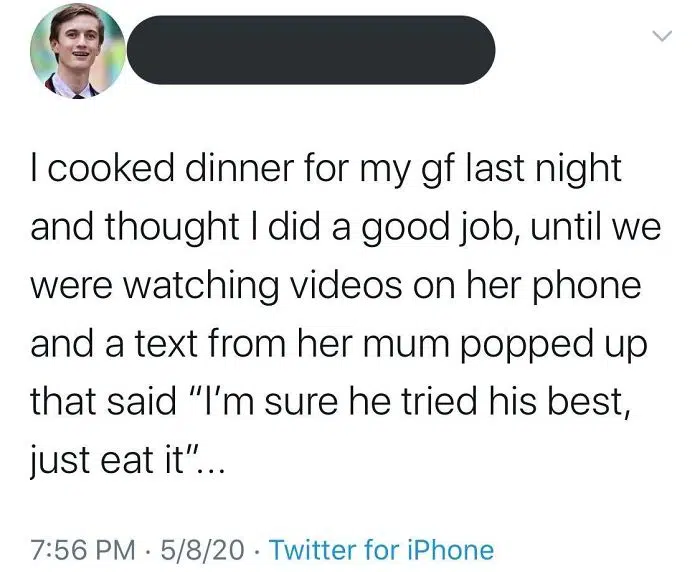 I cooked dinner for my gf last night
and thought I did a good job, until we
were watching videos on her phone
and a text from her mum popped up
that said “I’m sure he tried his best,
just eat it”...
7:56 PM · 5/8/20 · Twitter for iPhone